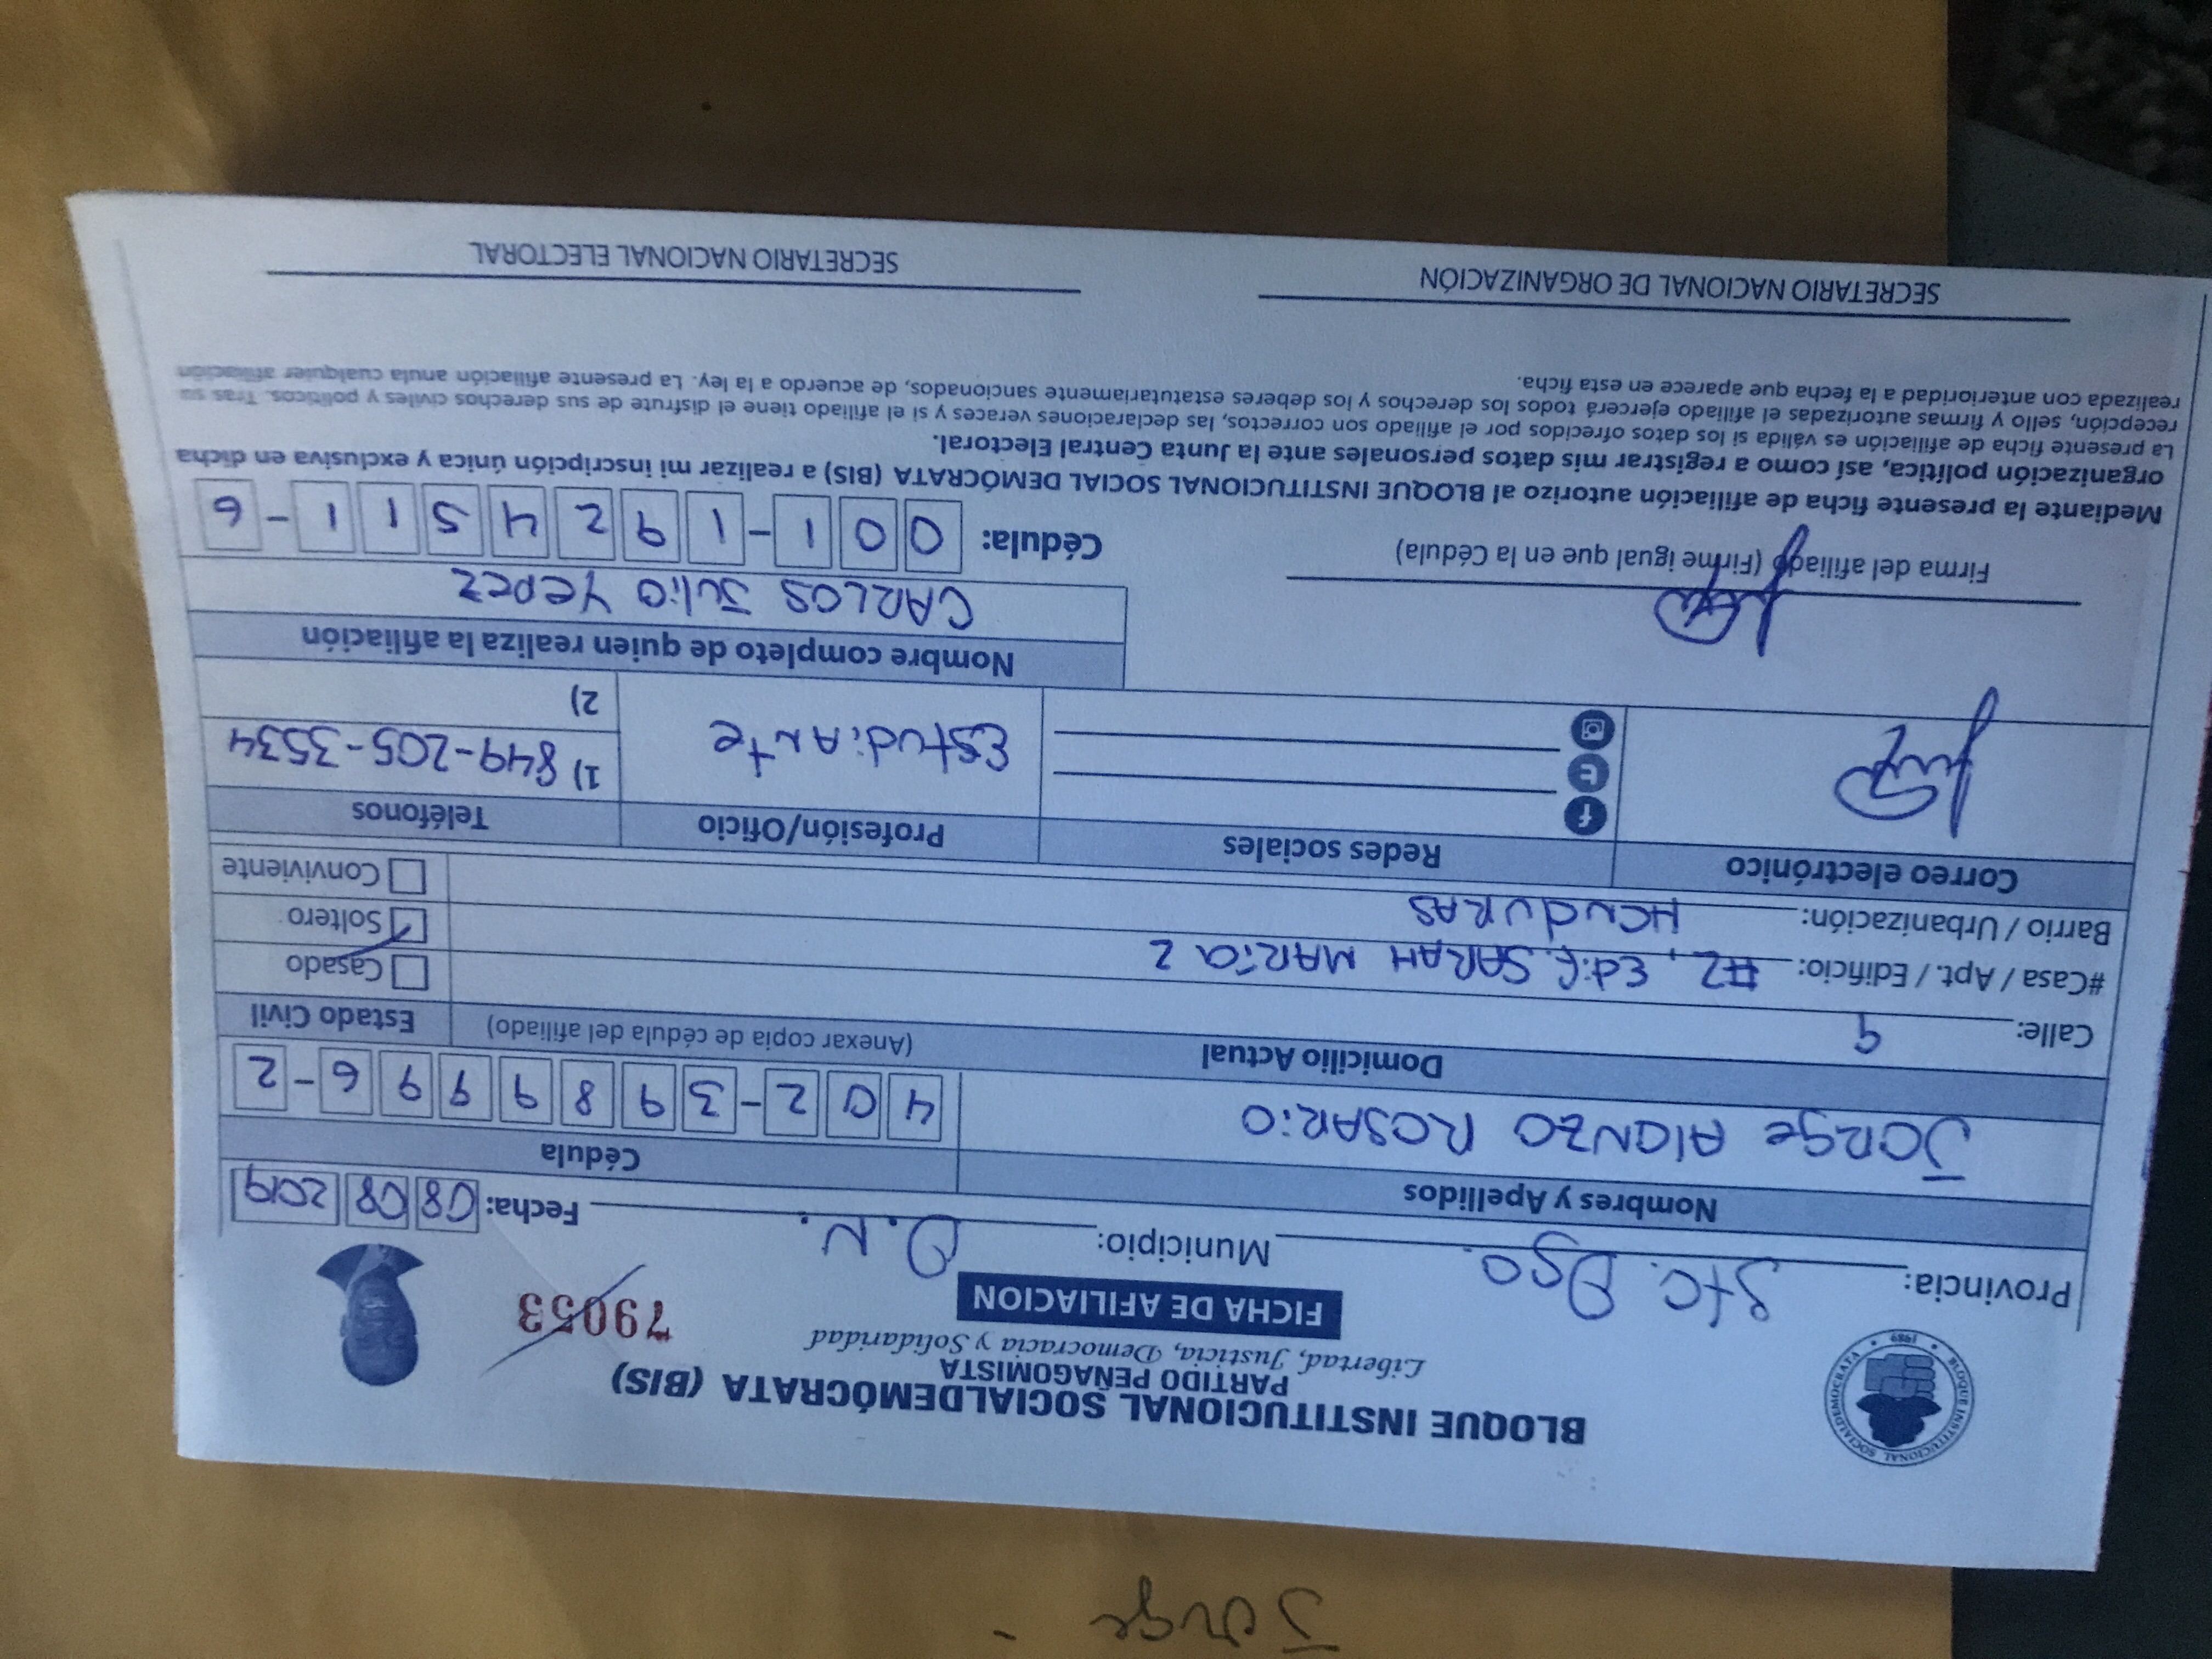 BLOQUE INSTITUCIONAL SOCIALDEMÓCRATA (BIS)
PARTIDO PEÑAGOMISTA
Libertad, Justicia, Democracia y Solidaridad
BLOQUE INSTITUCIONAL SOCIALDEMOCRATA
1989
79053
FICHA DE AFILIACION
Provincia: Sto. Dgo. Municipio: D.N. Fecha: 08 08 2019
Nombres y Apellidos Cédula
Jorge Alonzo Rosario 402-3989996-2
Domicilio Actual (Anexar copia de cédula del afiliado) Estado Civil
Calle: 9
Casado
#Casa / Apt. / Edificio: #2, Edif. SARAH MARÍA 2
Soltero
Barrio / Urbanización: HONDURAS
Conviviente
Correo electrónico Redes sociales Profesión/Oficio Teléfonos
Estudiante
1) 849-205-3534
2)
Nombre completo de quien realiza la afiliación
CARLOS JULIO YEPEZ
Firma del afiliado (Firme igual que en la Cédula)
Cédula: 001-1924511-6
Mediante la presente ficha de afiliación autorizo al BLOQUE INSTITUCIONAL SOCIAL DEMÓCRATA (BIS) a realizar mi inscripción única y exclusiva en dicha
organización política, así como a registrar mis datos personales ante la Junta Central Electoral.
La presente ficha de afiliación es válida si los datos ofrecidos por el afiliado son correctos, las declaraciones veraces y si el afiliado tiene el disfrute de sus derechos civiles y políticos. Tras su
recepción, sello y firmas autorizadas el afiliado ejercerá todos los derechos y los deberes estatutariamente sancionados, de acuerdo a la ley. La presente afiliación anula cualquier afiliación
realizada con anterioridad a la fecha que aparece en esta ficha.
SECRETARIO NACIONAL DE ORGANIZACIÓN
SECRETARIO NACIONAL ELECTORAL
Jorge -